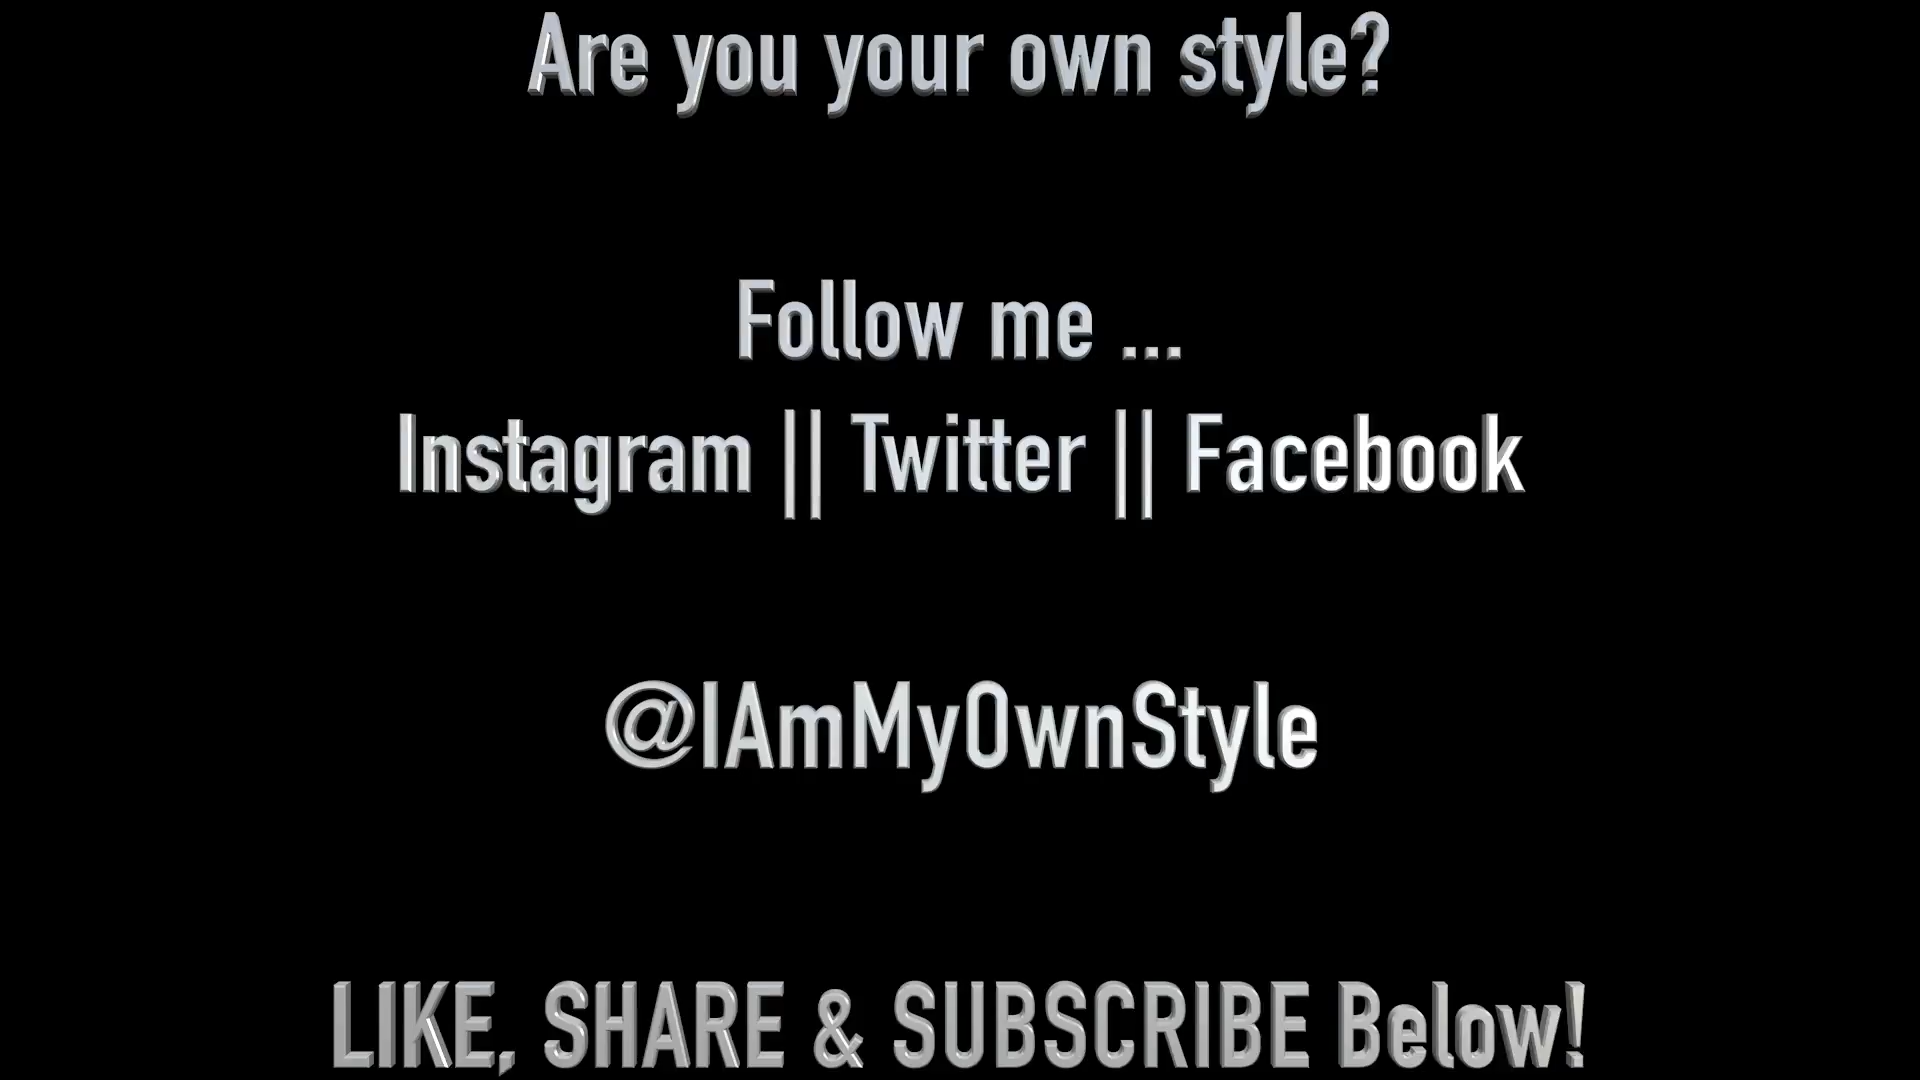 Are you your own style?
Follow me ...
Instagram || Twitter || Facebook
@IAmMyOwnStyle
LIKE, SHARE & SUBSCRIBE Below!